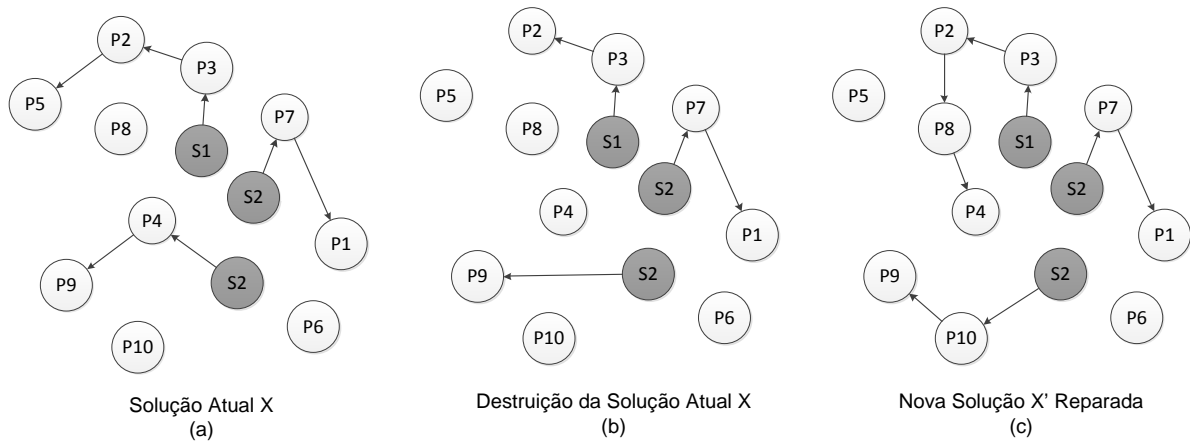 P2
P3
P5
P8
P7
S1
S2
P4
P1
P9
S2
P6
P10
Solução Atual X
(a)
P2
P3
P5
P7
P8
S1
S2
P4
P1
P9
S2
P6
P10
Destruição da Solução Atual X
(b)
P2
P3
P5
P7
P8
S1
S2
P4
P1
P9
S2
P6
P10
Nova Solução X’ Reparada
(c)